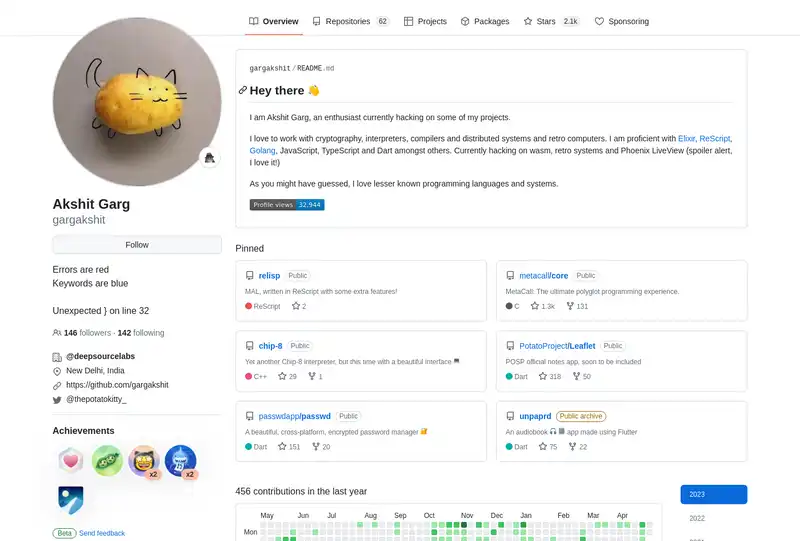 Overview Repositories 62 Projects Packages Stars 2.1k Sponsoring
gargakshit/README.md
Hey there 👋
I am Akshit Garg, an enthusiast currently hacking on some of my projects.
I love to work with cryptography, interpreters, compilers and distributed systems and retro computers. I am proficient with Elixir, ReScript,
Golang, JavaScript, TypeScript and Dart amongst others. Currently hacking on wasm, retro systems and Phoenix LiveView (spoiler alert,
I love it!)
As you might have guessed, I love lesser known programming languages and systems.
Profile views 32,944
Akshit Garg
gargakshit
Follow
Errors are red
Keywords are blue
Unexpected } on line 32
146 followers · 142 following
@deepsourcelabs
New Delhi, India
https://github.com/gargakshit
@thepotatokitty_
Achievements
x2
x2
Beta Send feedback
Pinned
relisp Public
MAL, written in ReScript with some extra features!
ReScript 2
metacall/core Public
MetaCall: The ultimate polyglot programming experience.
C 1.3k 131
chip-8 Public
Yet another Chip-8 interpreter, but this time with a beautiful interface
C++ 29 1
PotatoProject/Leaflet Public
POSP official notes app, soon to be included
Dart 318 50
passwdapp/passwd Public
A beautiful, cross-platform, encrypted password manager 🔐
Dart 151 20
unpaprd Public archive
An audiobook 🎧 📓 app made using Flutter
Dart 75 22
456 contributions in the last year
2023
2022
May Jun Jul Aug Sep Oct Nov Dec Jan Feb Mar Apr
Mon